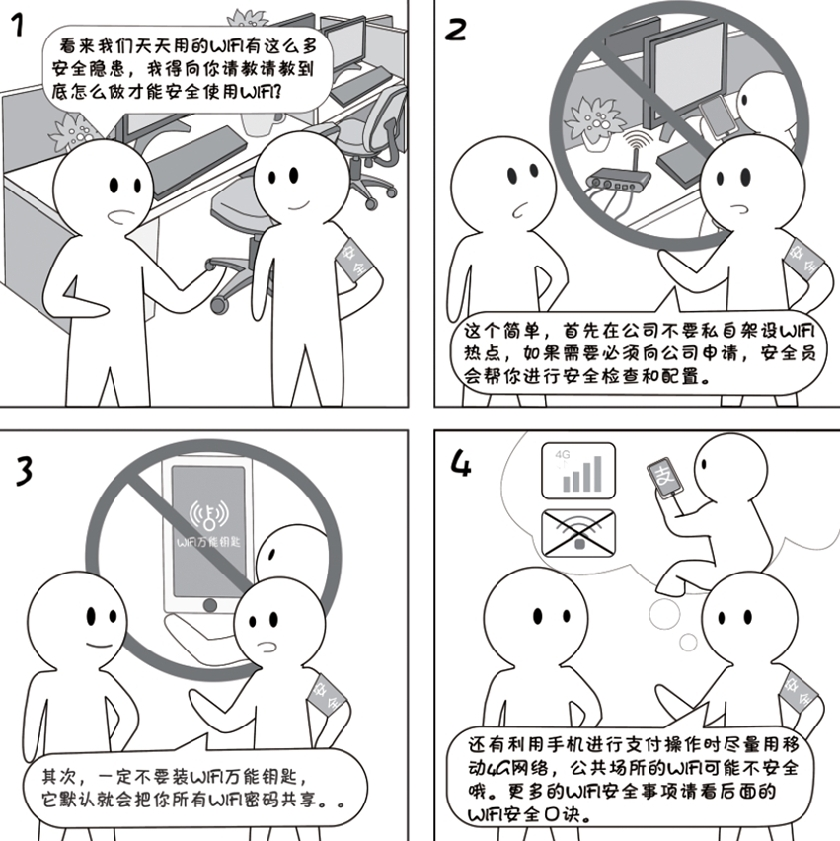 1
看来我们天天用的WIFI有这么多
安全隐患，我得向你请教请教到
底怎么做才能安全使用WIFI?
安全
2
安全
这个简单，首先在公司不要私自架设WIFI
热点，如果需要必须向公司申请，安全员
会帮你进行安全检查和配置。
3
WIFI万能钥匙
安全
其次，一定不要装WIFI万能钥匙，
它默认就会把你所有WIFI密码共享。。
4
4G
支
安全
还有利用手机进行支付操作时尽量用移
动4G网络，公共场所的WIFI可能不安全
哦。更多的WIFI安全事项请看后面的
WIFI安全口诀。